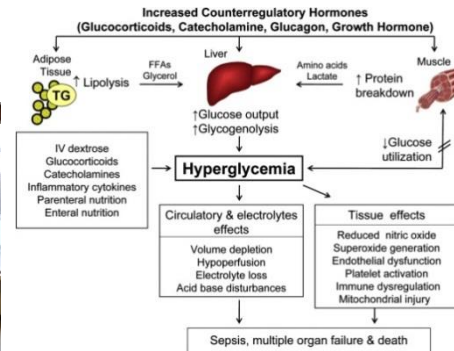 Increased Counterregulatory Hormones
(Glucocorticoids, Catecholamine, Glucagon, Growth Hormone)
Adipose
Tissue
TG
↑ Lipolysis
FFAs
Glycerol
Liver
Amino acids
Lactate
↑ Protein
breakdown
Muscle
↑Glucose output
↑Glycogenolysis
↓Glucose
utilization
IV dextrose
Glucocorticoids
Catecholamines
Inflammatory cytokines
Parenteral nutrition
Enteral nutrition
Hyperglycemia
Circulatory & electrolytes
effects
Volume depletion
Hypoperfusion
Electrolyte loss
Acid base disturbances
Tissue effects
Reduced nitric oxide
Superoxide generation
Endothelial dysfunction
Platelet activation
Immune dysregulation
Mitochondrial injury
Sepsis, multiple organ failure & death